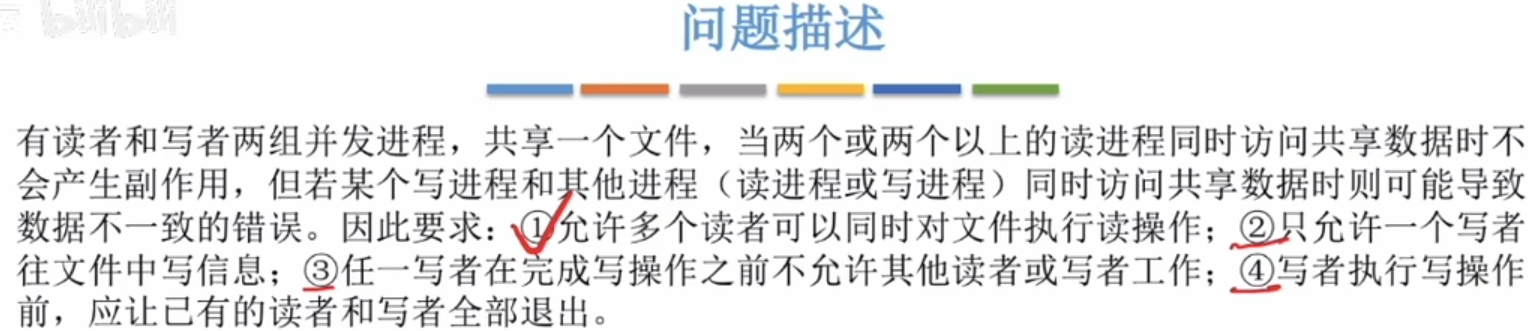 bilibili
问题描述
有读者和写者两组并发进程，共享一个文件，当两个或两个以上的读进程同时访问共享数据时不
会产生副作用，但若某个写进程和其他进程（读进程或写进程）同时访问共享数据时则可能导致
数据不一致的错误。因此要求：①允许多个读者可以同时对文件执行读操作；②只允许一个写者
往文件中写信息；③任一写者在完成写操作之前不允许其他读者或写者工作；④写者执行写操作
前，应让已有的读者和写者全部退出。